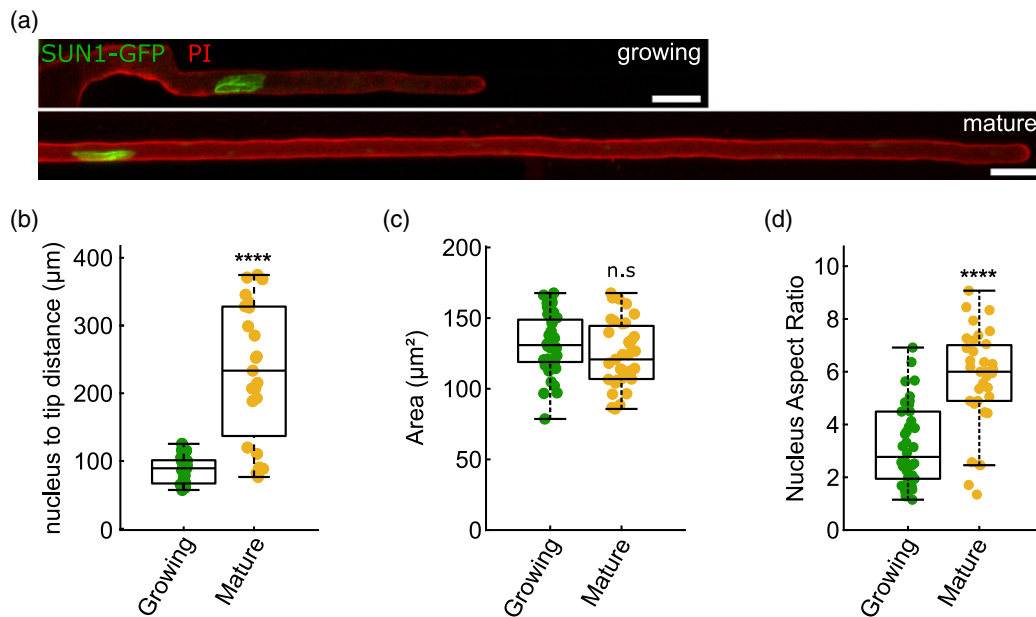 (a)
SUN1-GFP PI growing
mature
(b) (c) (d)
nucleus to tip distance (µm)
400
300
200
100
0
****
Growing
Mature
Area (µm²)
200
150
100
50
0
n.s
Growing
Mature
Nucleus Aspect Ratio
10
8
6
4
2
0
****
Growing
Mature